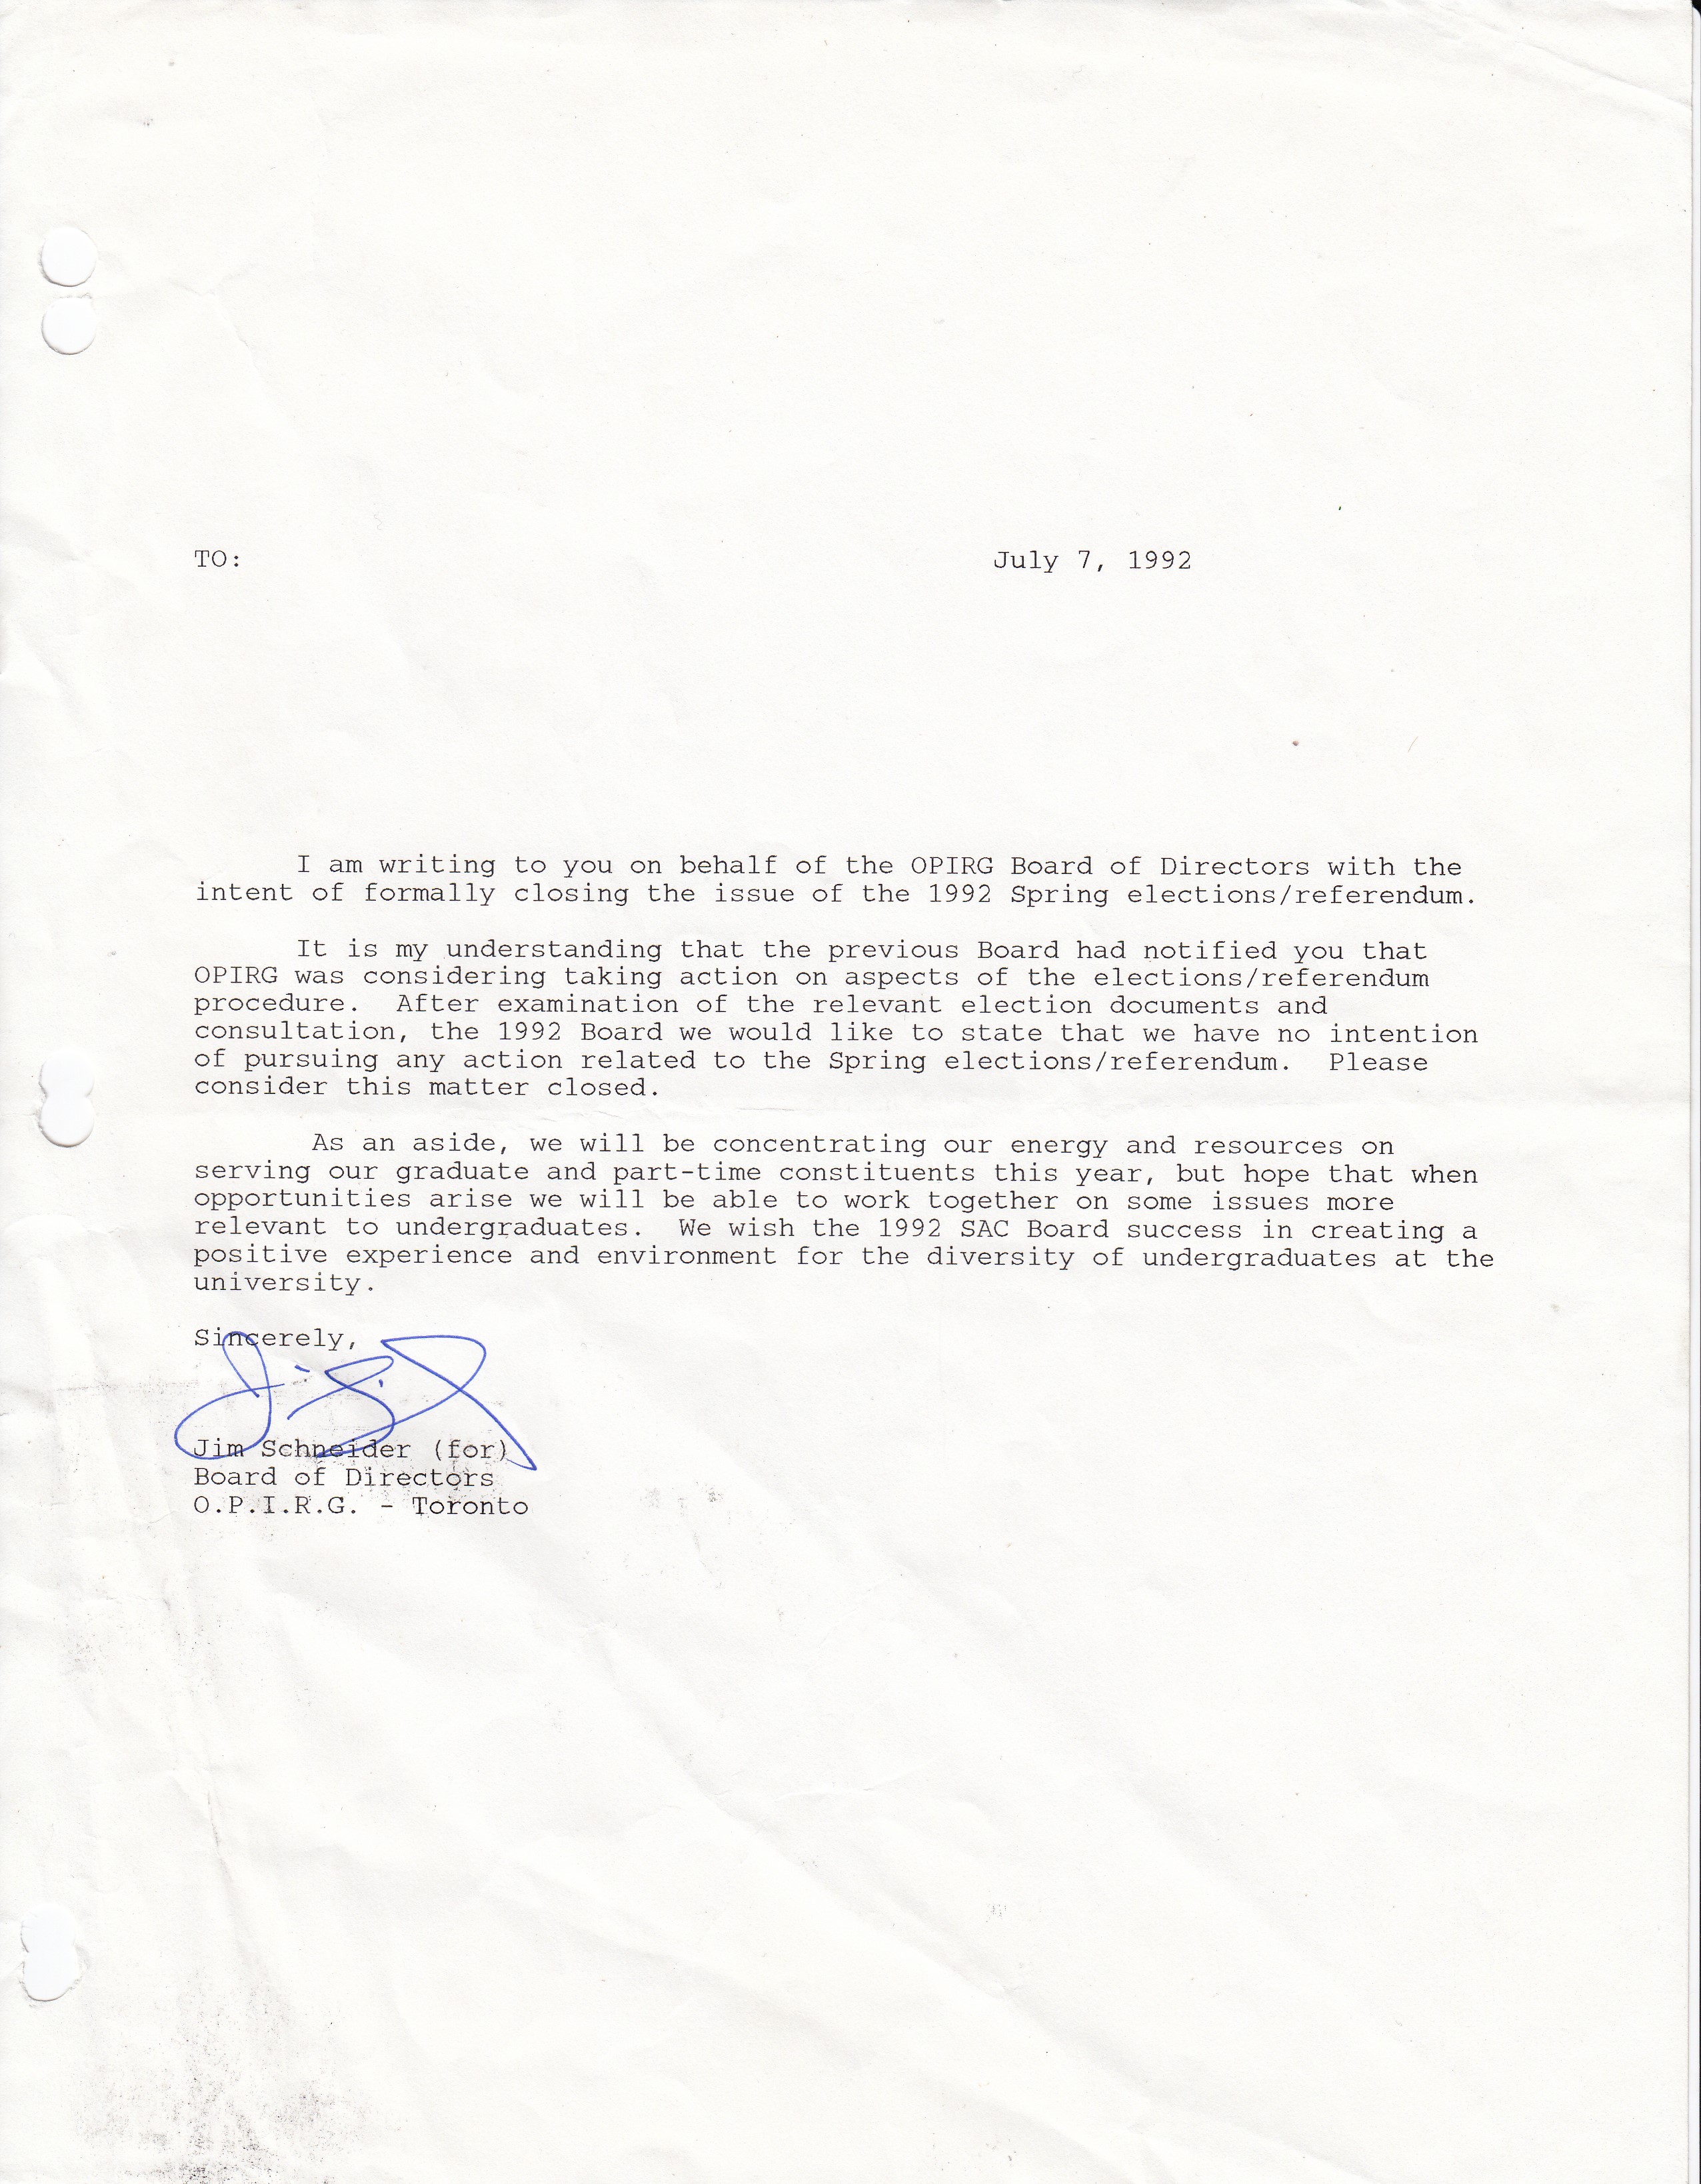 TO: July 7, 1992
I am writing to you on behalf of the OPIRG Board of Directors with the
intent of formally closing the issue of the 1992 Spring elections/referendum.
It is my understanding that the previous Board had notified you that
OPIRG was considering taking action on aspects of the elections/referendum
procedure. After examination of the relevant election documents and
consultation, the 1992 Board we would like to state that we have no intention
of pursuing any action related to the Spring elections/referendum. Please
consider this matter closed.
As an aside, we will be concentrating our energy and resources on
serving our graduate and part-time constituents this year, but hope that when
opportunities arise we will be able to work together on some issues more
relevant to undergraduates. We wish the 1992 SAC Board success in creating a
positive experience and environment for the diversity of undergraduates at the
university.
Sincerely,
Jim Schneider (for)
Board of Directors
O.P.I.R.G. - Toronto